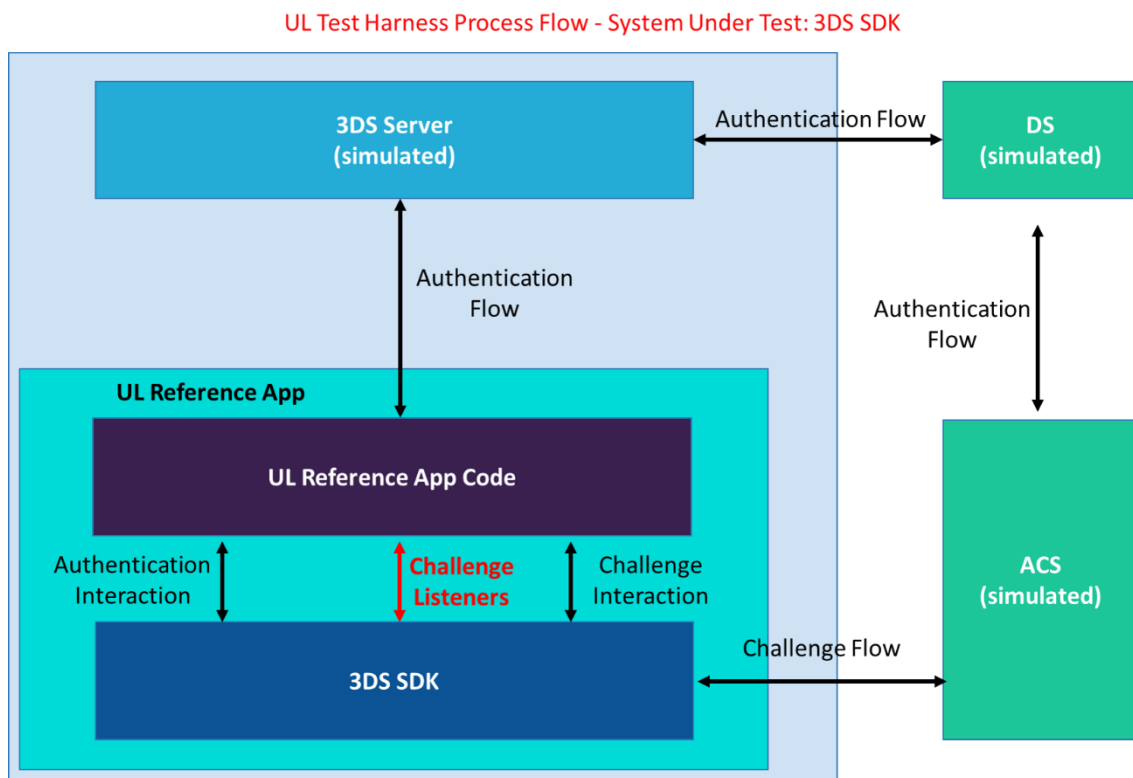 UL Test Harness Process Flow - System Under Test: 3DS SDK
3DS Server
(simulated)
Authentication Flow
DS
(simulated)
Authentication
Flow
Authentication
Flow
UL Reference App
UL Reference App Code
Authentication
Interaction
Challenge
Listeners
Challenge
Interaction
ACS
(simulated)
Challenge Flow
3DS SDK